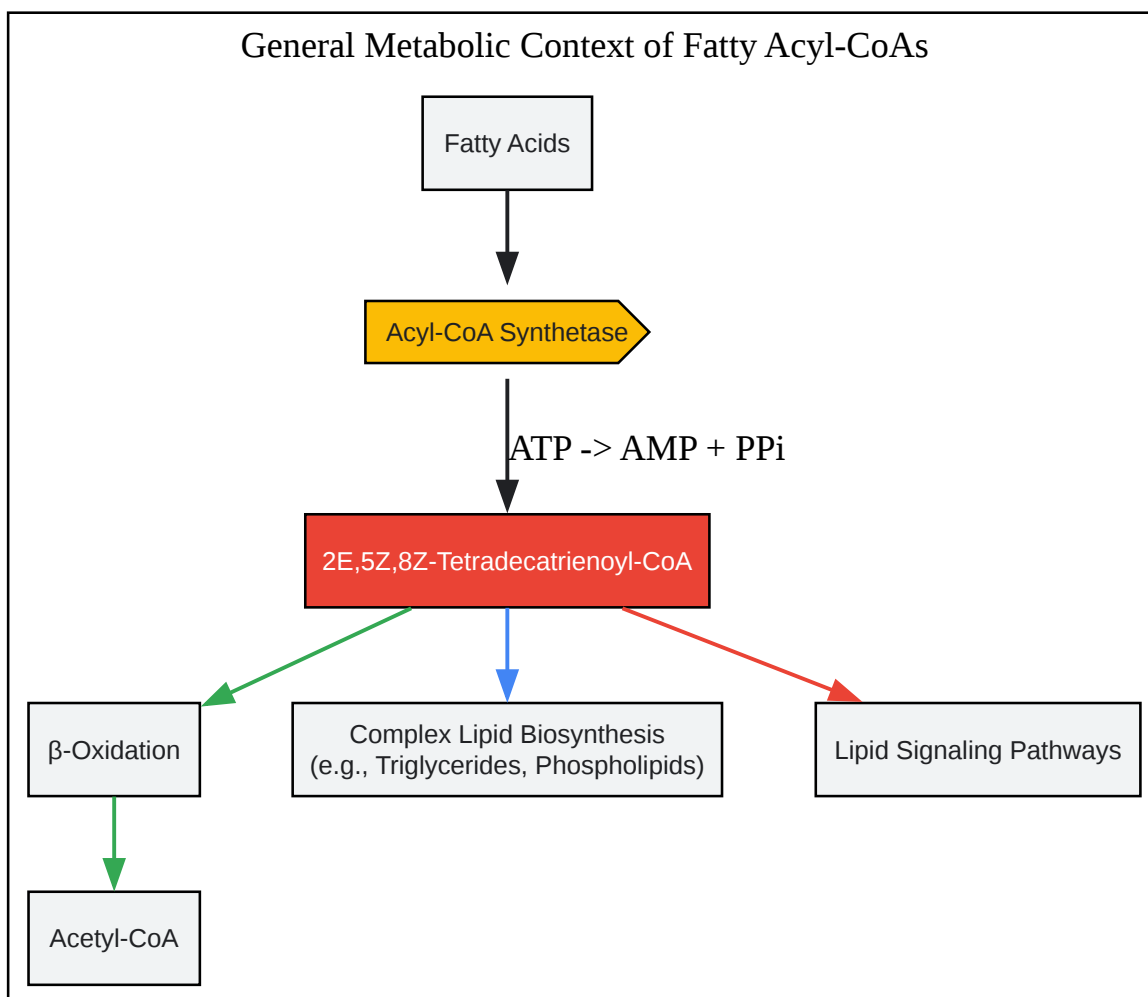 General Metabolic Context of Fatty Acyl-CoAs
Fatty Acids
Acyl-CoA Synthetase
ATP -> AMP + PPi
2E,5Z,8Z-Tetradecatrienoyl-CoA
β-Oxidation
Complex Lipid Biosynthesis
(e.g., Triglycerides, Phospholipids)
Lipid Signaling Pathways
Acetyl-CoA